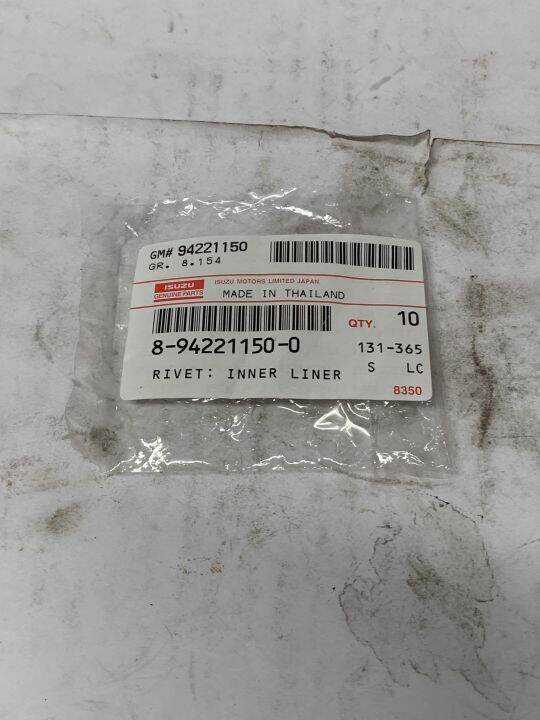 GM# 94221150
GR. 8.154
ISUZU
GENUINE PARTS
ISUZU MOTORS LIMITED JAPAN
MADE IN THAILAND
QTY. 10
8-94221150-0
131-365
RIVET: INNER LINER
S LC
8350